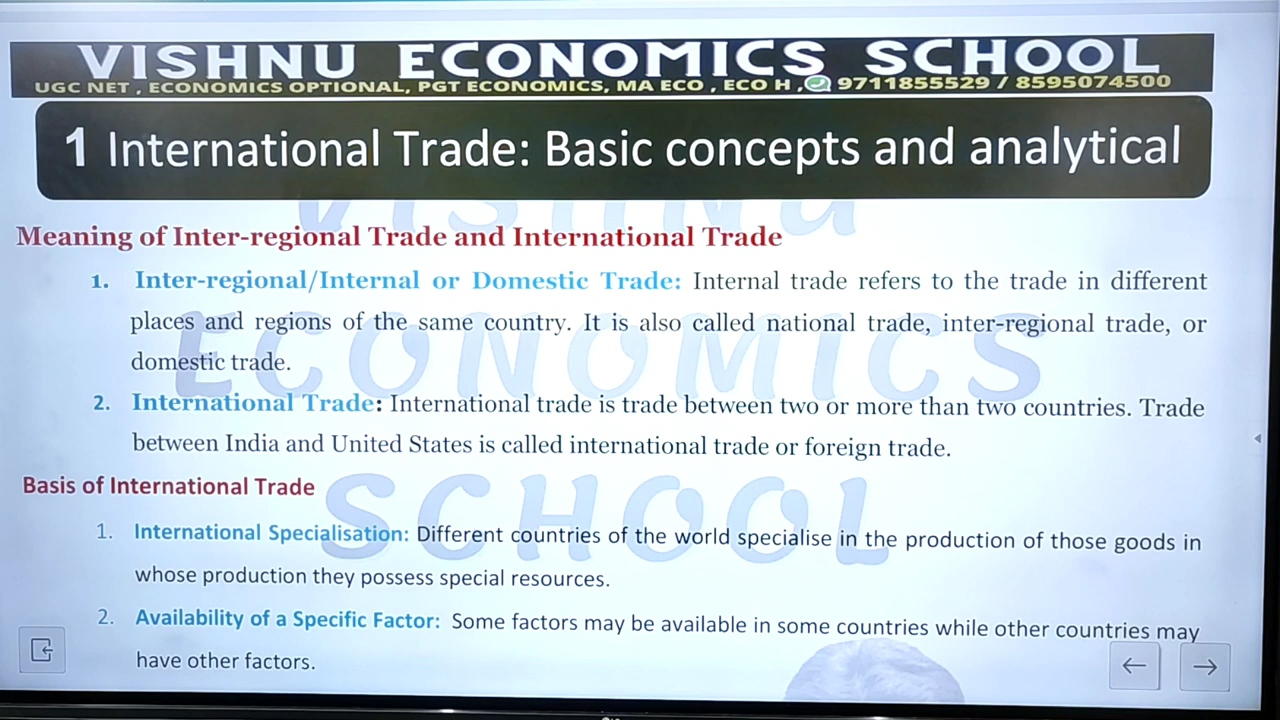 VISHNU ECONOMICS SCHOOL
UGC NET , ECONOMICS OPTIONAL, PGT ECONOMICS, MA ECO , ECO H , 9711855529 / 8595074500
1 International Trade: Basic concepts and analytical
Meaning of Inter-regional Trade and International Trade
1. Inter-regional/Internal or Domestic Trade: Internal trade refers to the trade in different
places and regions of the same country. It is also called national trade, inter-regional trade, or
domestic trade.
2. International Trade: International trade is trade between two or more than two countries. Trade
between India and United States is called international trade or foreign trade.
Basis of International Trade
1. International Specialisation: Different countries of the world specialise in the production of those goods in
whose production they possess special resources.
2. Availability of a Specific Factor: Some factors may be available in some countries while other countries may
have other factors.
VISHNU
ECONOMICS
SCHOOL